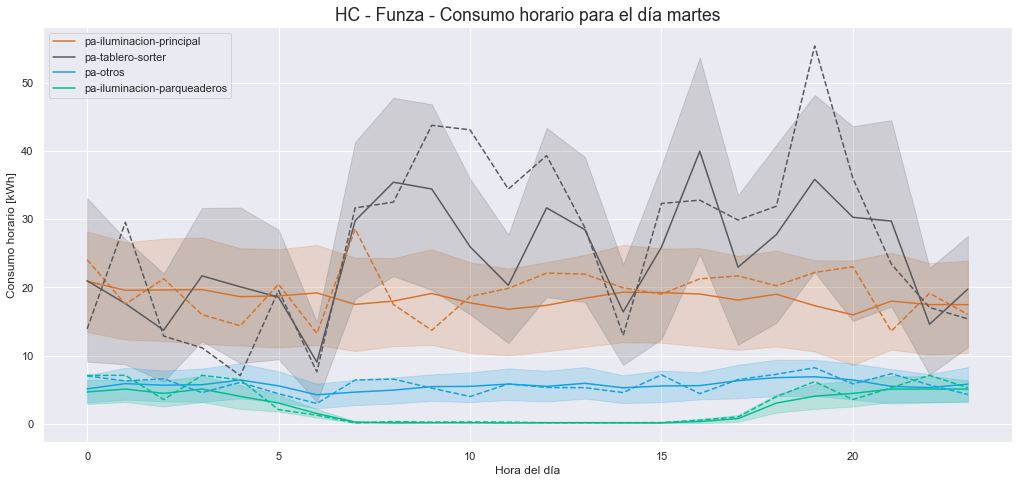 HC - Funza - Consumo horario para el día martes
pa-iluminacion-principal
pa-tablero-sorter
pa-otros
pa-iluminacion-parqueaderos
Consumo horario [kWh]
50
40
30
20
10
0
0 5 10 15 20
Hora del día